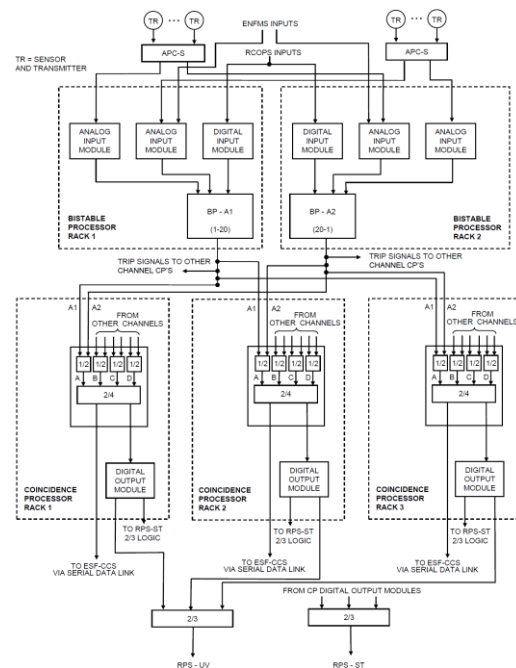 TR
TR
TR
TR
ENFMS INPUTS
APC-S
APC-S
RCOPS INPUTS
TR = SENSOR
AND TRANSMITTER
ANALOG
INPUT
MODULE
ANALOG
INPUT
MODULE
DIGITAL
INPUT
MODULE
DIGITAL
INPUT
MODULE
ANALOG
INPUT
MODULE
ANALOG
INPUT
MODULE
BP - A1
(1-20)
BP - A2
(20-1)
BISTABLE
PROCESSOR
RACK 1
BISTABLE
PROCESSOR
RACK 2
TRIP SIGNALS TO OTHER
CHANNEL CP'S
TRIP SIGNALS TO OTHER
CHANNEL CP'S
A1
A2
FROM
OTHER CHANNELS
1/2
1/2
1/2
1/2
A
B
C
D
2/4
DIGITAL
OUTPUT
MODULE
COINCIDENCE
PROCESSOR
RACK 1
TO RPS-ST
2/3 LOGIC
TO ESF-CCS
VIA SERIAL DATA LINK
A1
A2
FROM
OTHER CHANNELS
1/2
1/2
1/2
1/2
A
B
C
D
2/4
DIGITAL
OUTPUT
MODULE
COINCIDENCE
PROCESSOR
RACK 2
TO RPS-ST
2/3 LOGIC
TO ESF-CCS
VIA SERIAL DATA LINK
A1
A2
FROM
OTHER CHANNELS
1/2
1/2
1/2
1/2
A
B
C
D
2/4
DIGITAL
OUTPUT
MODULE
COINCIDENCE
PROCESSOR
RACK 3
TO RPS-ST
2/3 LOGIC
TO ESF-CCS
VIA SERIAL DATA LINK
FROM CP DIGITAL OUTPUT MODULES
2/3
2/3
RPS - UV
RPS - ST